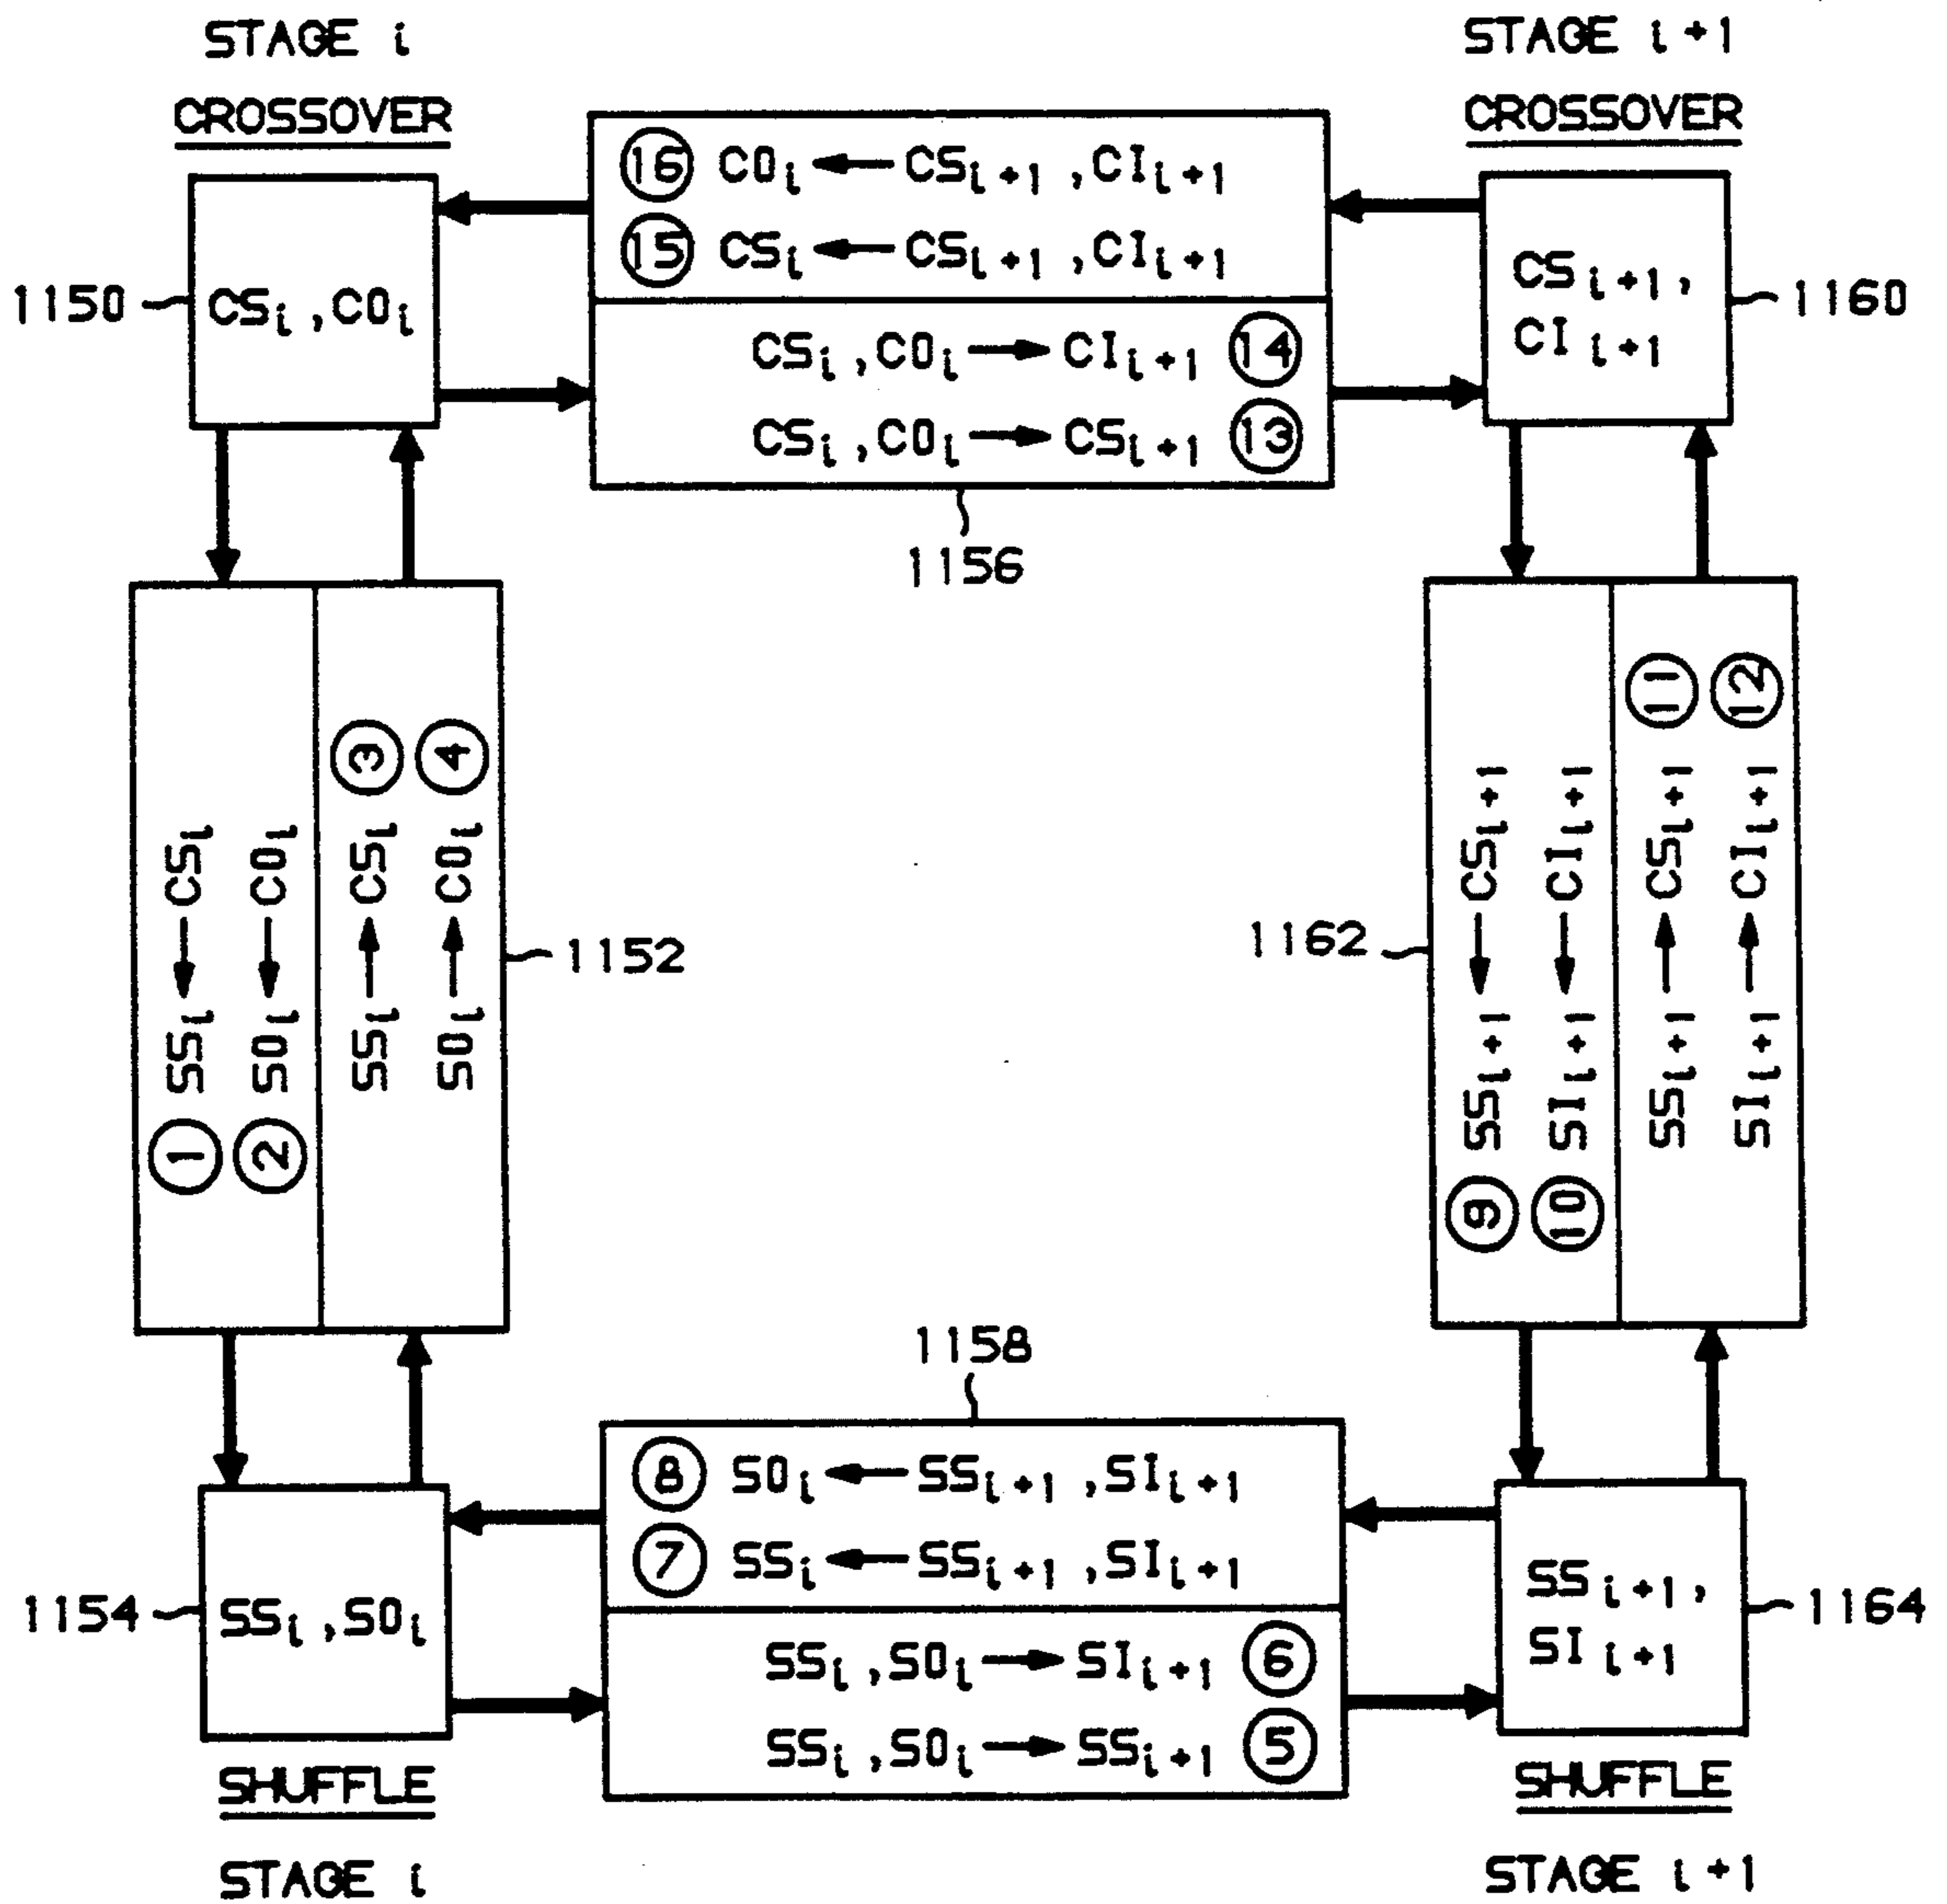 STAGE i
CROSSOVER
STAGE i+1
CROSSOVER
⑯ COᵢ ← CSᵢ₊₁, CIᵢ₊₁
⑮ CSᵢ ← CSᵢ₊₁, CIᵢ₊₁
CSᵢ, COᵢ → CIᵢ₊₁ ⑭
CSᵢ, COᵢ → CSᵢ₊₁ ⑬
1150
CSᵢ, COᵢ
CSᵢ₊₁,
CIᵢ₊₁
1160
1156
① SSᵢ ← CSᵢ
② SOᵢ ← COᵢ
SSᵢ → CSᵢ ③
SOᵢ → COᵢ ④
1152
1162
⑨ SSᵢ₊₁ ← CSᵢ₊₁
⑩ SIᵢ₊₁ ← CIᵢ₊₁
SSᵢ₊₁ → CSᵢ₊₁ ⑪
SIᵢ₊₁ → CIᵢ₊₁ ⑫
1158
⑧ SOᵢ ← SSᵢ₊₁, SIᵢ₊₁
⑦ SSᵢ ← SSᵢ₊₁, SIᵢ₊₁
SSᵢ, SOᵢ → SIᵢ₊₁ ⑥
SSᵢ, SOᵢ → SSᵢ₊₁ ⑤
1154
SSᵢ, SOᵢ
SSᵢ₊₁,
SIᵢ₊₁
1164
SHUFFLE
STAGE i
SHUFFLE
STAGE i+1